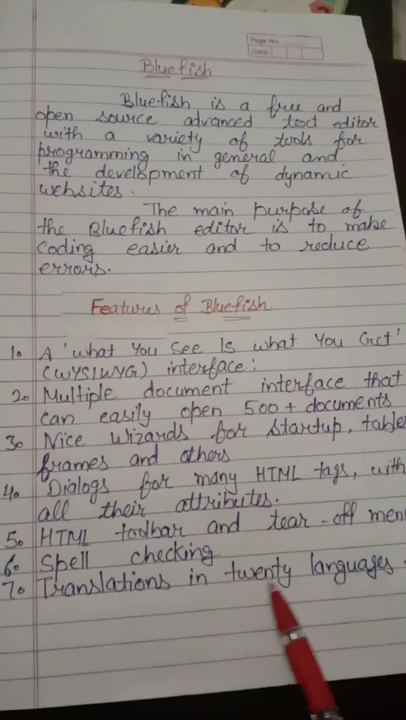 Page No.
Date
Bluefish
Bluefish is a free and
open source advanced text editor
with a variety of tools for
programming in general and
the development of dynamic
websites.
The main purpose of
the Bluefish editor is to make
coding easier and to reduce
errors.
Features of Bluefish
1. A 'what You See Is what You Get'
(WYSIWYG) interface:
2. Multiple document interface that
can easily open 500+ documents
3. Nice Wizards for startup, table
frames and others
4. Dialogs for many HTML tags, with
all their attributes.
5. HTML toolbar and tear-off men
6. Spell checking
7. Translations in twenty languages.